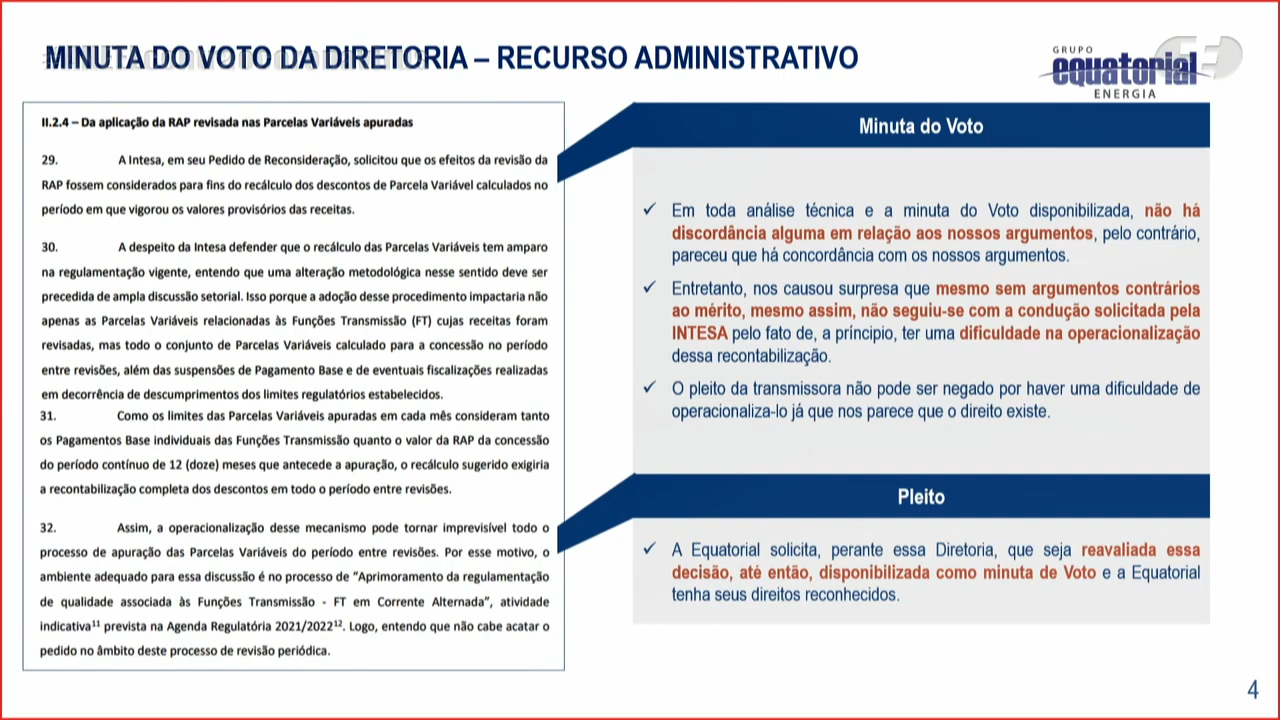 MINUTA DO VOTO DA DIRETORIA – RECURSO ADMINISTRATIVO
GRUPO
equatorial
ENERGIA
II.2.4 – Da aplicação da RAP revisada nas Parcelas Variáveis apuradas
29. A Intesa, em seu Pedido de Reconsideração, solicitou que os efeitos da revisão da
RAP fossem considerados para fins do recálculo dos descontos de Parcela Variável calculados no
período em que vigorou os valores provisórios das receitas.
30. A despeito da Intesa defender que o recálculo das Parcelas Variáveis tem amparo
na regulamentação vigente, entendo que uma alteração metodológica nesse sentido deve ser
precedida de ampla discussão setorial. Isso porque a adoção desse procedimento impactaria não
apenas as Parcelas Variáveis relacionadas às Funções Transmissão (FT) cujas receitas foram
revisadas, mas todo o conjunto de Parcelas Variáveis calculado para a concessão no período
entre revisões, além das suspensões de Pagamento Base e de eventuais fiscalizações realizadas
em decorrência de descumprimentos dos limites regulatórios estabelecidos.
31. Como os limites das Parcelas Variáveis apuradas em cada mês consideram tanto
os Pagamentos Base individuais das Funções Transmissão quanto o valor da RAP da concessão
do período contínuo de 12 (doze) meses que antecede a apuração, o recálculo sugerido exigiria
a recontabilização completa dos descontos em todo o período entre revisões.
32. Assim, a operacionalização desse mecanismo pode tornar imprevisível todo o
processo de apuração das Parcelas Variáveis do período entre revisões. Por esse motivo, o
ambiente adequado para essa discussão é no processo de “Aprimoramento da regulamentação
de qualidade associada às Funções Transmissão - FT em Corrente Alternada”, atividade
indicativa¹¹ prevista na Agenda Regulatória 2021/2022¹². Logo, entendo que não cabe acatar o
pedido no âmbito deste processo de revisão periódica.
Minuta do Voto
✓ Em toda análise técnica e a minuta do Voto disponibilizada, não há
discordância alguma em relação aos nossos argumentos, pelo contrário,
pareceu que há concordância com os nossos argumentos.
✓ Entretanto, nos causou surpresa que mesmo sem argumentos contrários
ao mérito, mesmo assim, não seguiu-se com a condução solicitada pela
INTESA pelo fato de, a príncipio, ter uma dificuldade na operacionalização
dessa recontabilização.
✓ O pleito da transmissora não pode ser negado por haver uma dificuldade de
operacionaliza-lo já que nos parece que o direito existe.
Pleito
✓ A Equatorial solicita, perante essa Diretoria, que seja reavaliada essa
decisão, até então, disponibilizada como minuta de Voto e a Equatorial
tenha seus direitos reconhecidos.
4